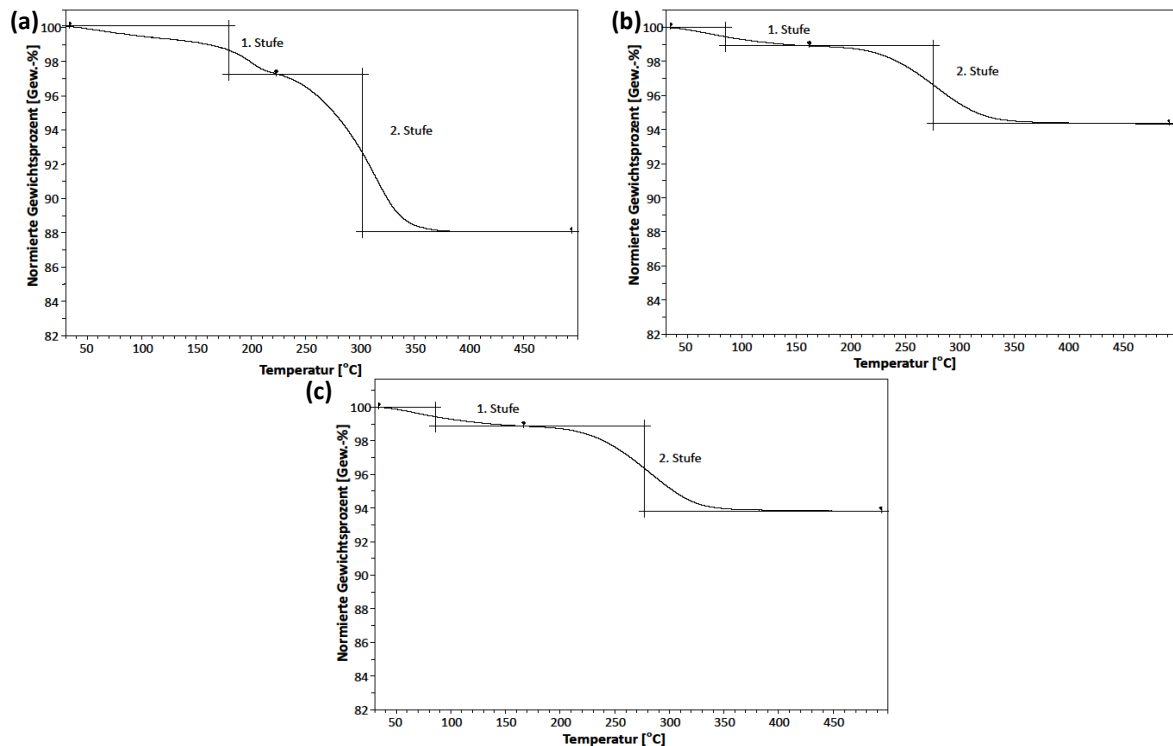 (a)
Normierte Gewichtsprozent [Gew.-%]
100
98
96
94
92
90
88
86
84
82
1. Stufe
2. Stufe
50 100 150 200 250 300 350 400 450
Temperatur [°C]
(b)
Normierte Gewichtsprozent [Gew.-%]
100
98
96
94
92
90
88
86
84
82
1. Stufe
2. Stufe
50 100 150 200 250 300 350 400 450
Temperatur [°C]
(c)
Normierte Gewichtsprozent [Gew.-%]
100
98
96
94
92
90
88
86
84
82
1. Stufe
2. Stufe
50 100 150 200 250 300 350 400 450
Temperatur [°C]